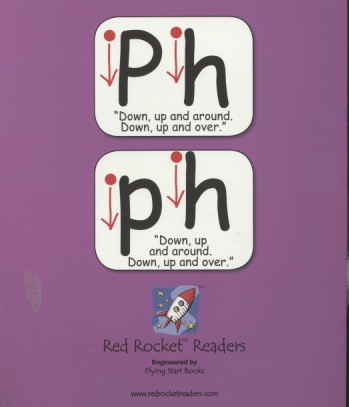 Ph
"Down, up and around.
Down, up and over."
ph
"Down, up
and around.
Down, up and over."
Red Rocket™ Readers
Engineered by
Flying Start Books
www.redrocketreaders.com